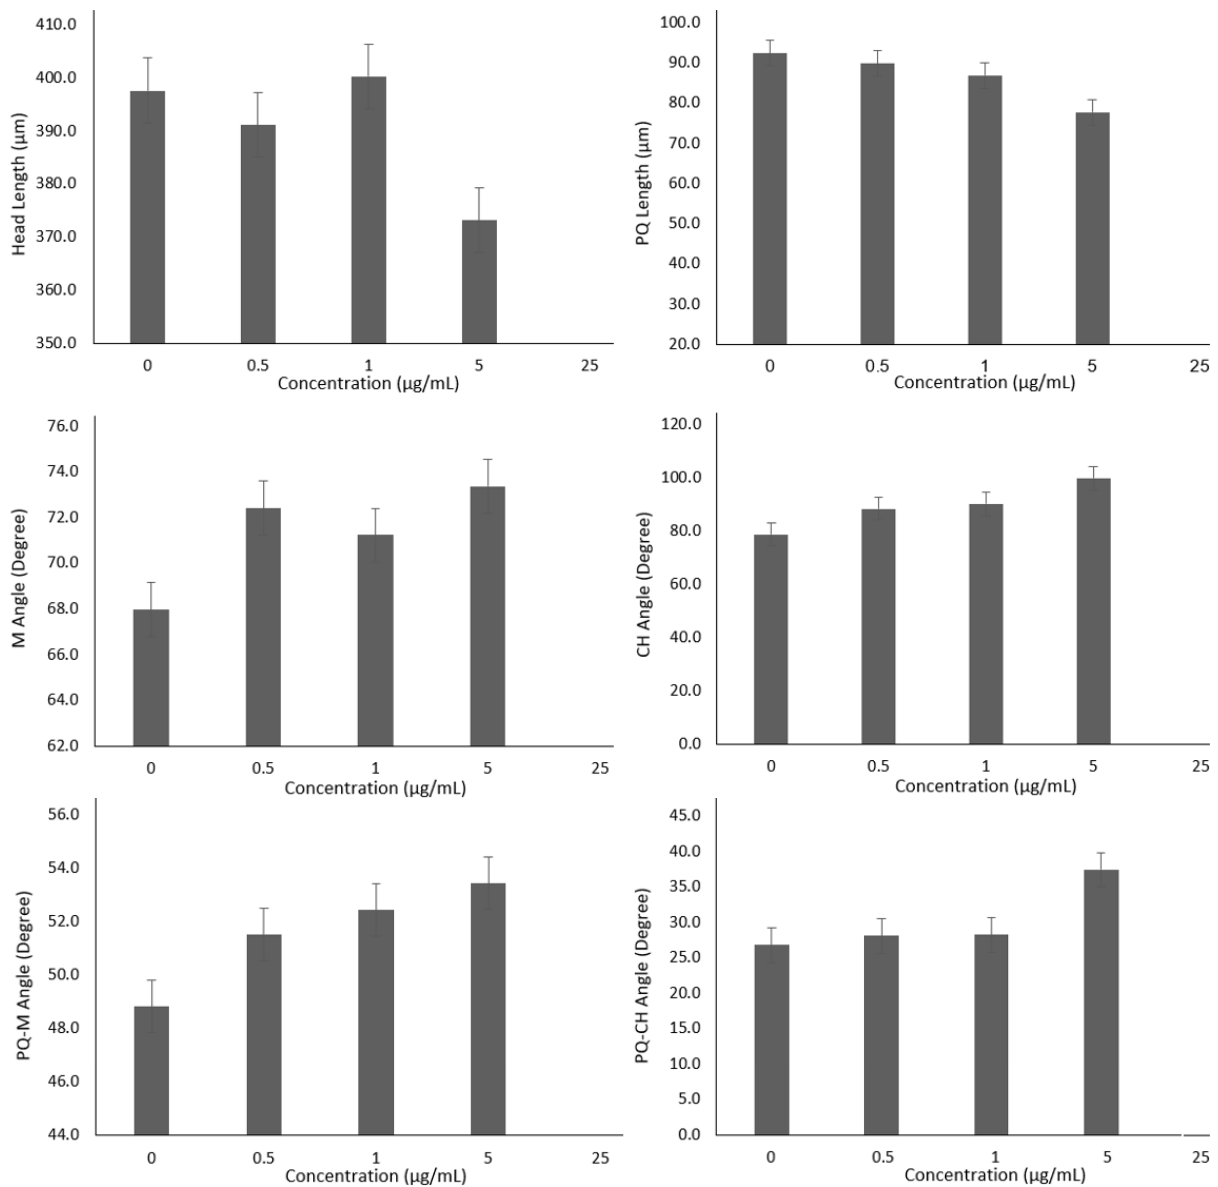 Head Length (µm)
410.0
400.0
390.0
380.0
370.0
360.0
350.0
0 0.5 1 5 25
Concentration (µg/mL)
PQ Length (µm)
100.0
90.0
80.0
70.0
60.0
50.0
40.0
30.0
20.0
0 0.5 1 5 25
Concentration (µg/mL)
M Angle (Degree)
76.0
74.0
72.0
70.0
68.0
66.0
64.0
62.0
0 0.5 1 5 25
Concentration (µg/mL)
CH Angle (Degree)
120.0
100.0
80.0
60.0
40.0
20.0
0.0
0 0.5 1 5 25
Concentration (µg/mL)
PQ-M Angle (Degree)
56.0
54.0
52.0
50.0
48.0
46.0
44.0
0 0.5 1 5 25
Concentration (µg/mL)
PQ-CH Angle (Degree)
45.0
40.0
35.0
30.0
25.0
20.0
15.0
10.0
5.0
0.0
0 0.5 1 5 25
Concentration (µg/mL)